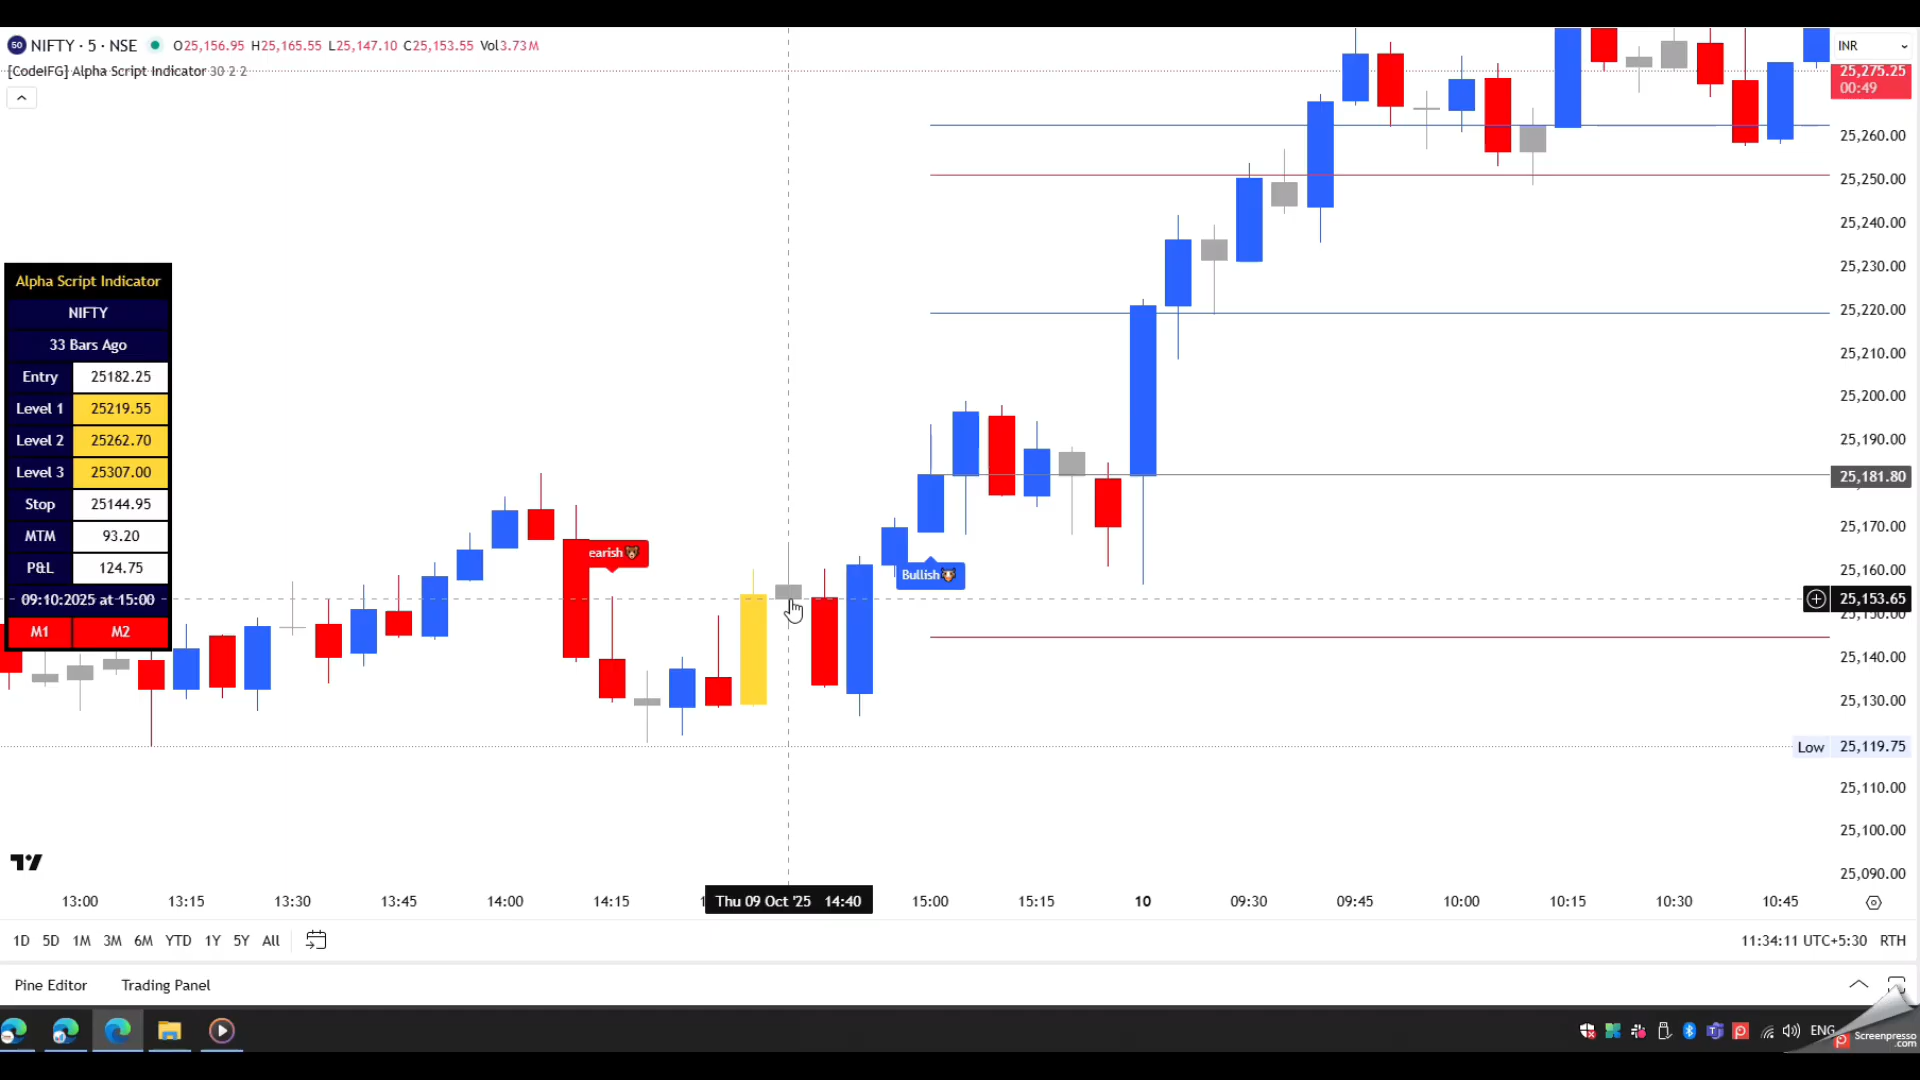 50 NIFTY · 5 · NSE O25,156.95 H25,165.55 L25,147.10 C25,153.55 Vol3.73 M
[CodeIFG] Alpha Script Indicator 30 2 2
INR
25,275.25
00:49
25,260.00
25,250.00
25,240.00
25,230.00
25,220.00
25,210.00
25,200.00
25,190.00
25,181.80
25,170.00
25,160.00
25,153.65
25,150.00
25,140.00
25,130.00
Low 25,119.75
25,110.00
25,100.00
25,090.00
Alpha Script Indicator
NIFTY
33 Bars Ago
Entry 25182.25
Level 1 25219.55
Level 2 25262.70
Level 3 25307.00
Stop 25144.95
MTM 93.20
P&L 124.75
09:10:2025 at 15:00
M1 M2
earish
Bullish
13:00 13:15 13:30 13:45 14:00 14:15 Thu 09 Oct '25 14:40 15:00 15:15 10 09:30 09:45 10:00 10:15 10:30 10:45
1D 5D 1M 3M 6M YTD 1Y 5Y All 11:34:11 UTC+5:30 RTH
Pine Editor Trading Panel
ENG
Screenpresso
.com